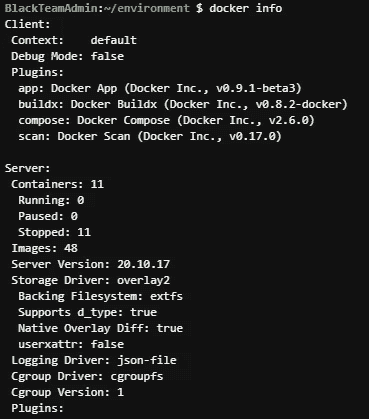 BlackTeamAdmin:~/environment $ docker info
Client:
 Context:    default
 Debug Mode: false
 Plugins:
  app: Docker App (Docker Inc., v0.9.1-beta3)
  buildx: Docker Buildx (Docker Inc., v0.8.2-docker)
  compose: Docker Compose (Docker Inc., v2.6.0)
  scan: Docker Scan (Docker Inc., v0.17.0)

Server:
 Containers: 11
  Running: 0
  Paused: 0
  Stopped: 11
 Images: 48
 Server Version: 20.10.17
 Storage Driver: overlay2
  Backing Filesystem: extfs
  Supports d_type: true
  Native Overlay Diff: true
  userxattr: false
 Logging Driver: json-file
 Cgroup Driver: cgroupfs
 Cgroup Version: 1
 Plugins: